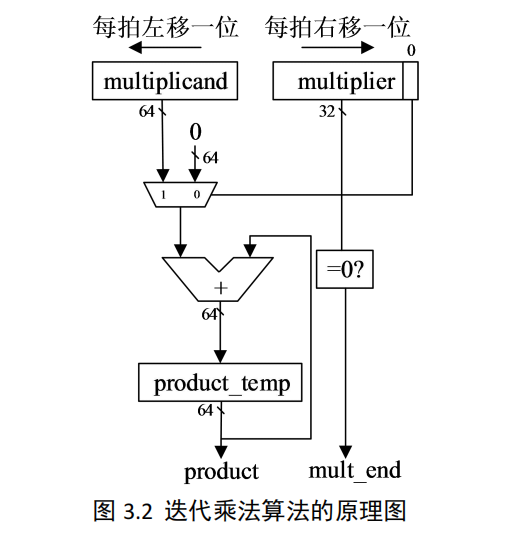 每拍左移一位 每拍右移一位
0
multiplicand multiplier
64 32
0
64
1 0
=0?
+
64
product_temp
64
product mult_end
图 3.2 迭代乘法算法的原理图